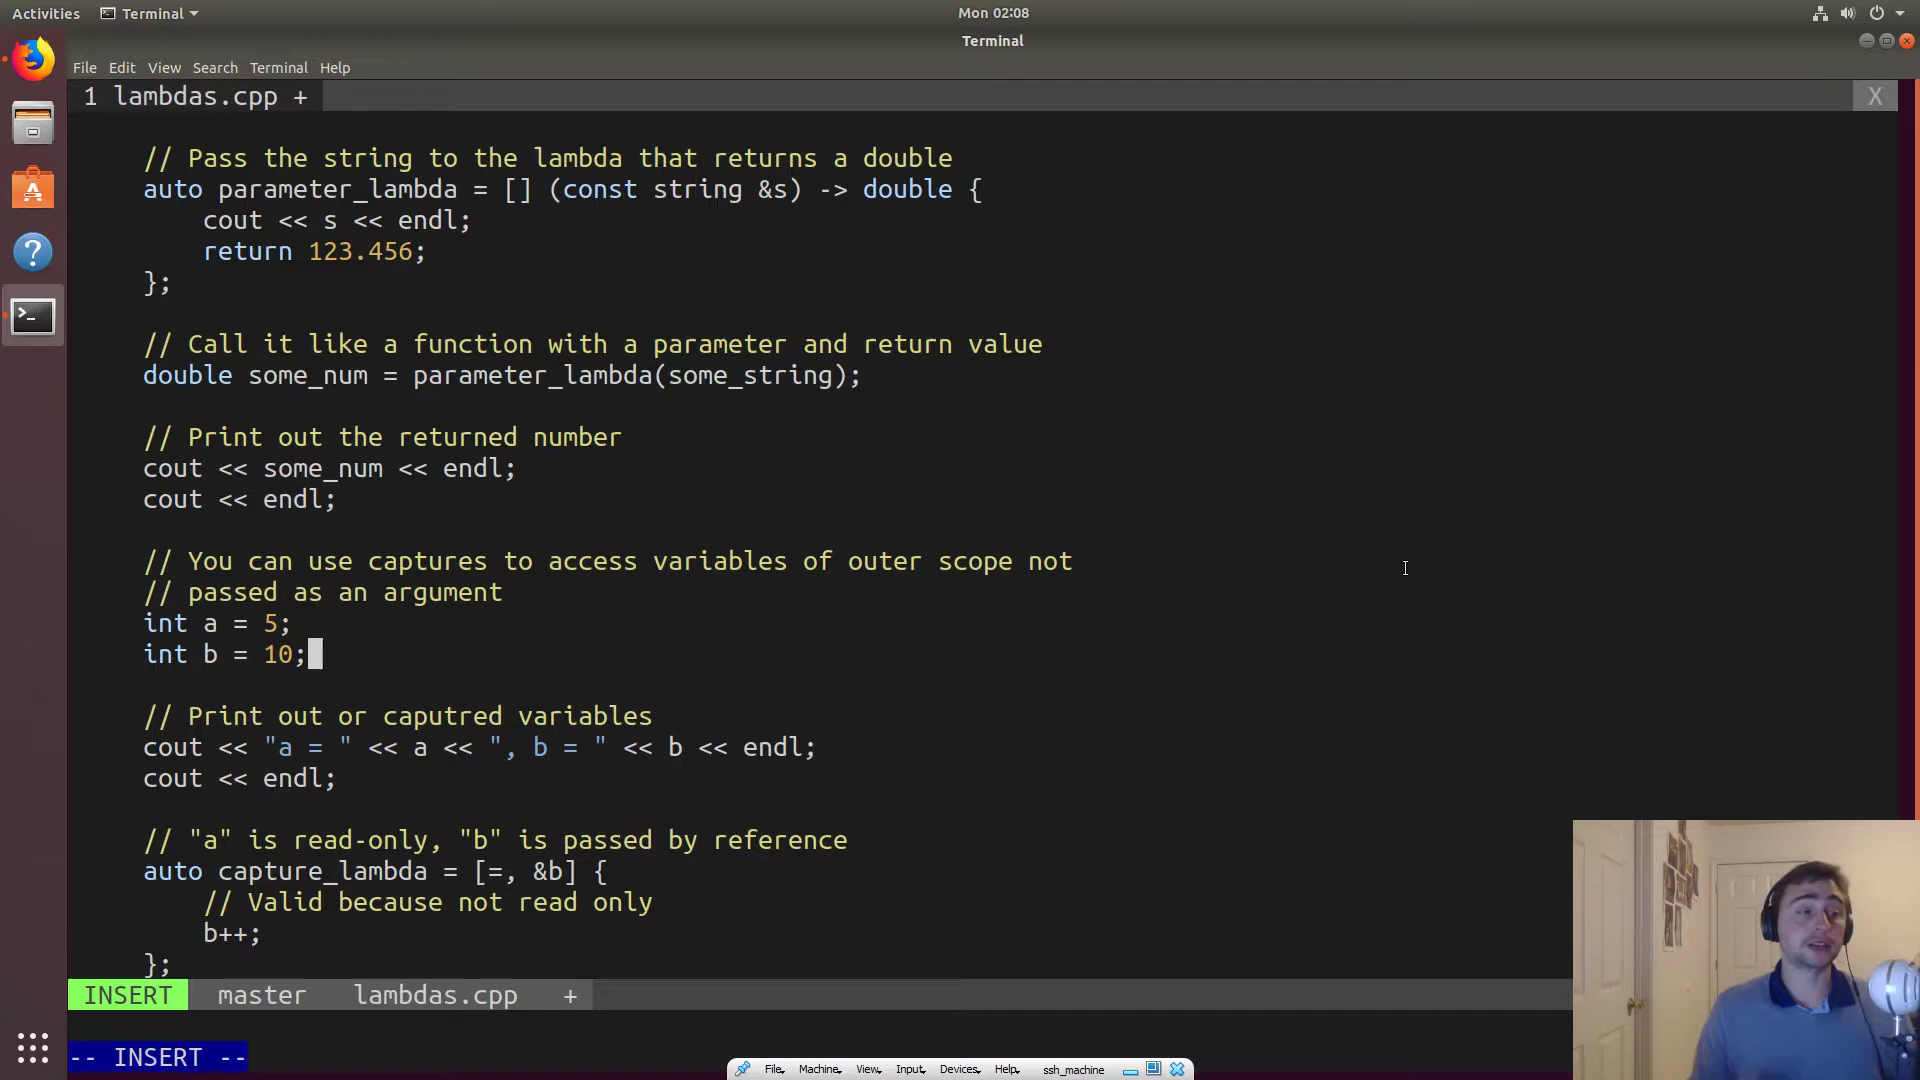 Activities Terminal Mon 02:08
Terminal
File Edit View Search Terminal Help
1 lambdas.cpp + X
// Pass the string to the lambda that returns a double
auto parameter_lambda = [] (const string &s) -> double {
cout << s << endl;
return 123.456;
};
// Call it like a function with a parameter and return value
double some_num = parameter_lambda(some_string);
// Print out the returned number
cout << some_num << endl;
cout << endl;
// You can use captures to access variables of outer scope not
// passed as an argument
int a = 5;
int b = 10;
// Print out or caputred variables
cout << "a = " << a << ", b = " << b << endl;
cout << endl;
// "a" is read-only, "b" is passed by reference
auto capture_lambda = [=, &b] {
// Valid because not read only
b++;
};
INSERT master lambdas.cpp +
-- INSERT --
File Machine View Input Devices Help ssh_machine